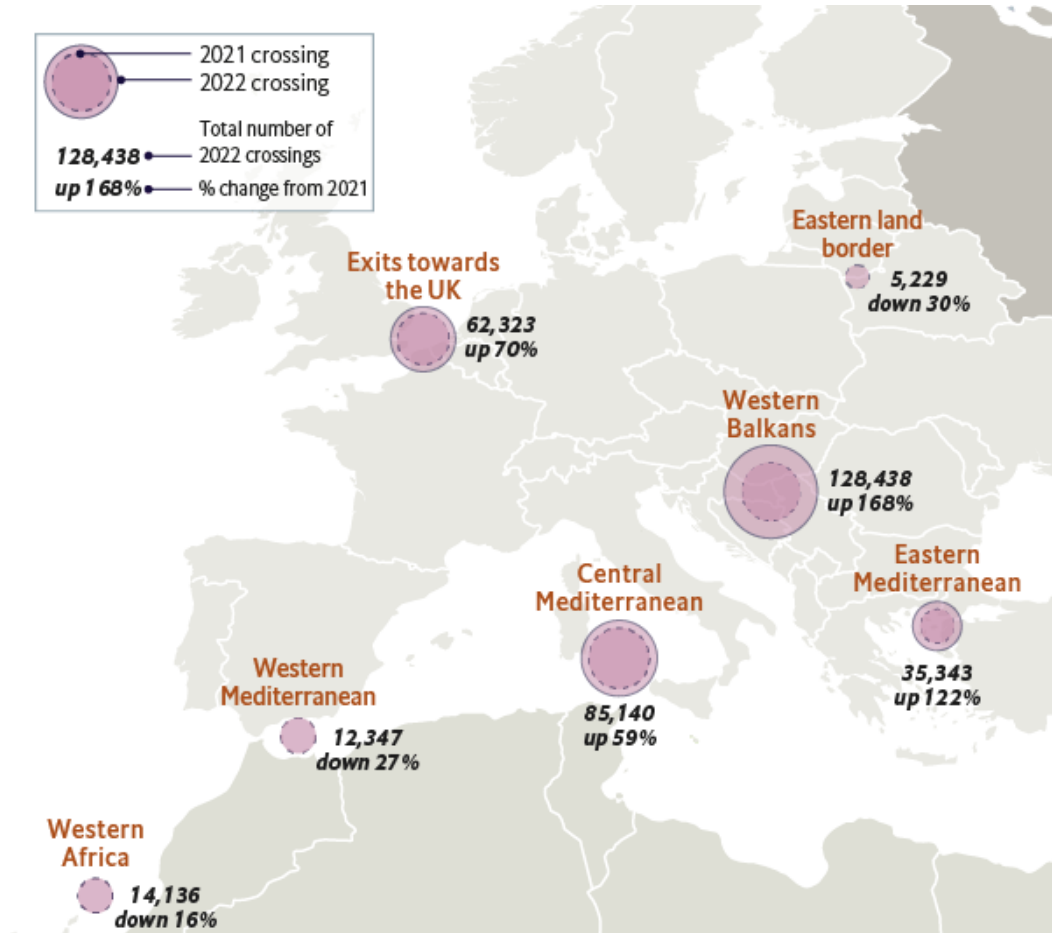 2021 crossing
2022 crossing
Total number of
128,438 2022 crossings
up 168% % change from 2021
Eastern land
border
5,229
down 30%
Exits towards
the UK
62,323
up 70%
Western
Balkans
128,438
up 168%
Eastern
Mediterranean
35,343
up 122%
Central
Mediterranean
85,140
up 59%
Western
Mediterranean
12,347
down 27%
Western
Africa
14,136
down 16%